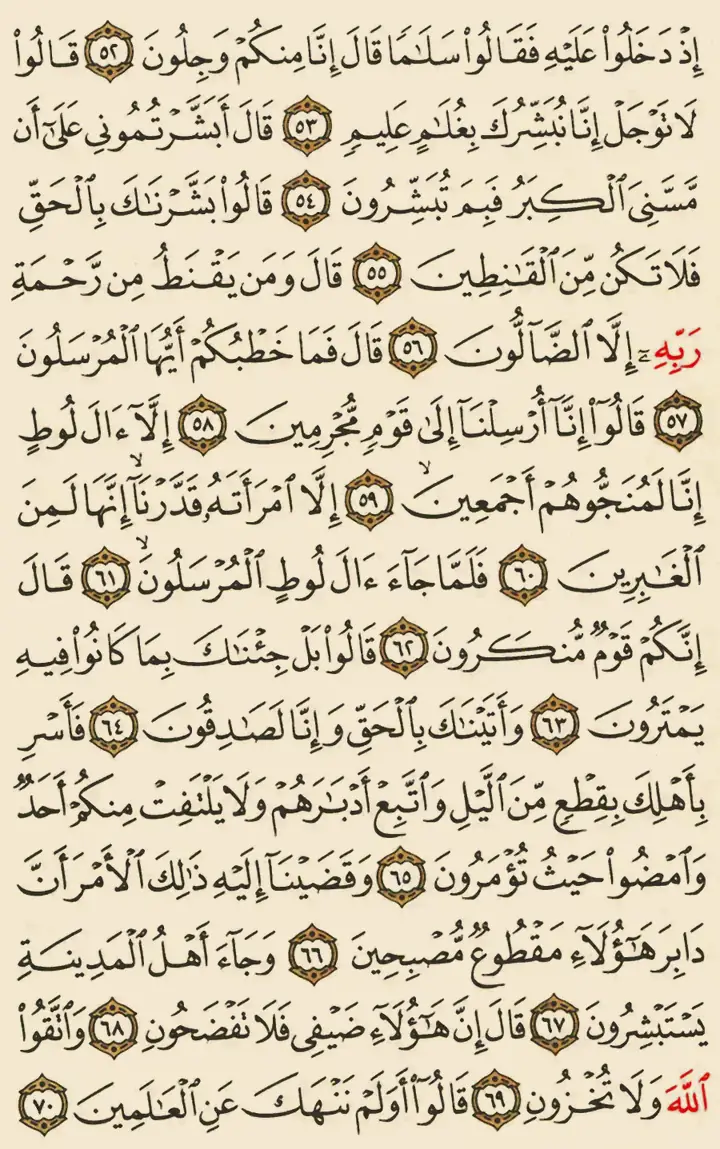 إِذۡ دَخَلُواْ عَلَيۡهِ فَقَالُواْ سَلَٰمٗا قَالَ إِنَّا مِنكُمۡ وَجِلُونَ ٥٢ قَالُواْ
لَا تَوۡجَلۡ إِنَّا نُبَشِّرُكَ بِغُلَٰمٍ عَلِيمٖ ٥٣ قَالَ أَبَشَّرۡتُمُونِي عَلَىٰٓ أَن
مَّسَّنِيَ ٱلۡكِبَرُ فَبِمَ تُبَشِّرُونَ ٥٤ قَالُواْ بَشَّرۡنَٰكَ بِٱلۡحَقِّ
فَلَا تَكُن مِّنَ ٱلۡقَٰنِطِينَ ٥٥ قَالَ وَمَن يَقۡنَطُ مِن رَّحۡمَةِ
رَبِّهِۦٓ إِلَّا ٱلضَّآلُّونَ ٥٦ قَالَ فَمَا خَطۡبُكُمۡ أَيُّهَا ٱلۡمُرۡسَلُونَ
٥٧ قَالُوٓاْ إِنَّآ أُرۡسِلۡنَآ إِلَىٰ قَوۡمٖ مُّجۡرِمِينَ ٥٨ إِلَّآ ءَالَ لُوطٍ
إِنَّا لَمُنَجُّوهُمۡ أَجۡمَعِينَ ٥٩ إِلَّا ٱمۡرَأَتَهُۥ قَدَّرۡنَآ إِنَّهَا لَمِنَ
ٱلۡغَٰبِرِينَ ٦٠ فَلَمَّا جَآءَ ءَالَ لُوطٍ ٱلۡمُرۡسَلُونَ ٦١ قَالَ
إِنَّكُمۡ قَوۡمٞ مُّنكَرُونَ ٦٢ قَالُواْ بَلۡ جِئۡنَٰكَ بِمَا كَانُواْ فِيهِ
يَمۡتَرُونَ ٦٣ وَأَتَيۡنَٰكَ بِٱلۡحَقِّ وَإِنَّا لَصَٰدِقُونَ ٦٤ فَأَسۡرِ
بِأَهۡلِكَ بِقِطۡعٖ مِّنَ ٱلَّيۡلِ وَٱتَّبِعۡ أَدۡبَٰرَهُمۡ وَلَا يَلۡتَفِتۡ مِنكُمۡ أَحَدٞ
وَٱمۡضُواْ حَيۡثُ تُؤۡمَرُونَ ٦٥ وَقَضَيۡنَآ إِلَيۡهِ ذَٰلِكَ ٱلۡأَمۡرَ أَنَّ
دَابِرَ هَٰٓؤُلَآءِ مَقۡطُوعٞ مُّصۡبِحِينَ ٦٦ وَجَآءَ أَهۡلُ ٱلۡمَدِينَةِ
يَسۡتَبۡشِرُونَ ٦٧ قَالَ إِنَّ هَٰٓؤُلَآءِ ضَيۡفِي فَلَا تَفۡضَحُونِ ٦٨ وَٱتَّقُواْ
ٱللَّهَ وَلَا تُخۡزُونِ ٦٩ قَالُوٓاْ أَوَلَمۡ نَنۡهَكَ عَنِ ٱلۡعَٰلَمِينَ ٧٠